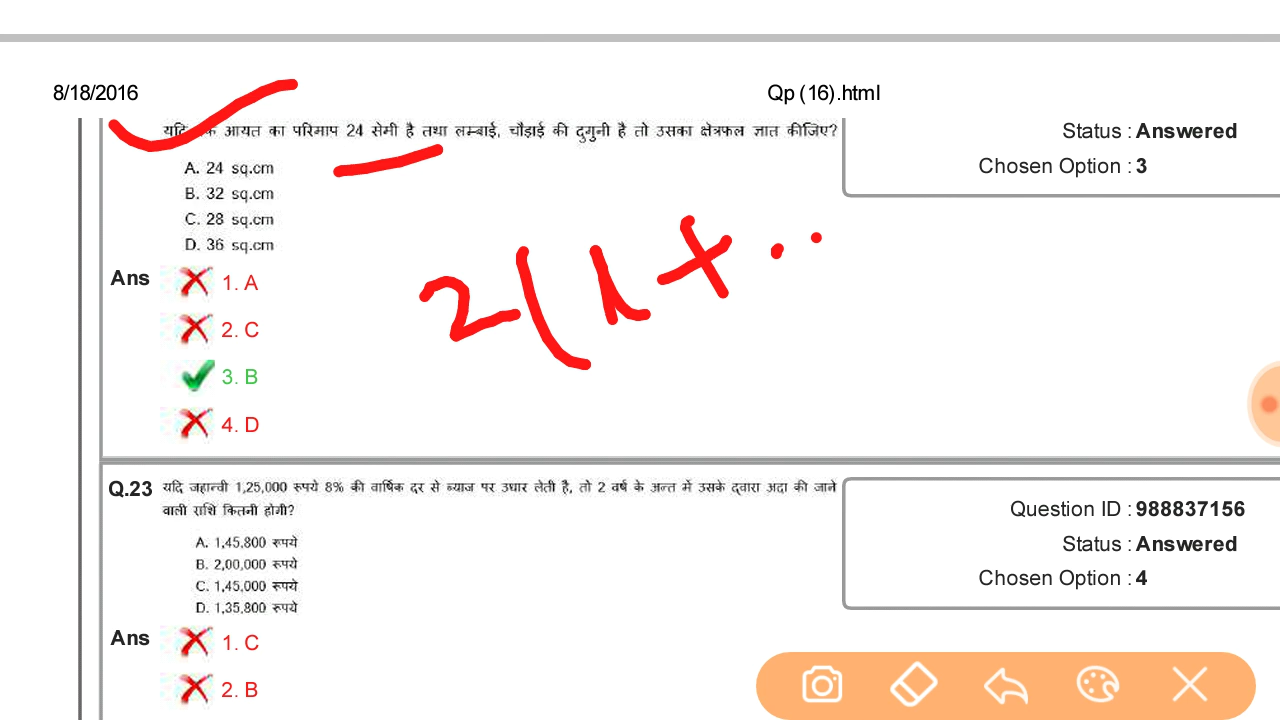 8/18/2016
Qp (16).html
यदि आयत का परिमाप 24 सेमी है तथा लम्बाई, चौड़ाई की दुगुनी है तो उसका क्षेत्रफल ज्ञात कीजिए?
A. 24 sq.cm
B. 32 sq.cm
C. 28 sq.cm
D. 36 sq.cm
Status : Answered
Chosen Option : 3
Ans
1. A
2. C
3. B
4. D
2(l+
Q.23 यदि जहान्वी 1,25,000 रूपये 8% की वार्षिक दर से ब्याज पर उधार लेती है, तो 2 वर्ष के अन्त में उसके द्वारा अदा की जाने
वाली राशि कितनी होगी?
A. 1,45,800 रूपये
B. 2,00,000 रूपये
C. 1,45,000 रूपये
D. 1,35,800 रूपये
Question ID : 988837156
Status : Answered
Chosen Option : 4
Ans
1. C
2. B